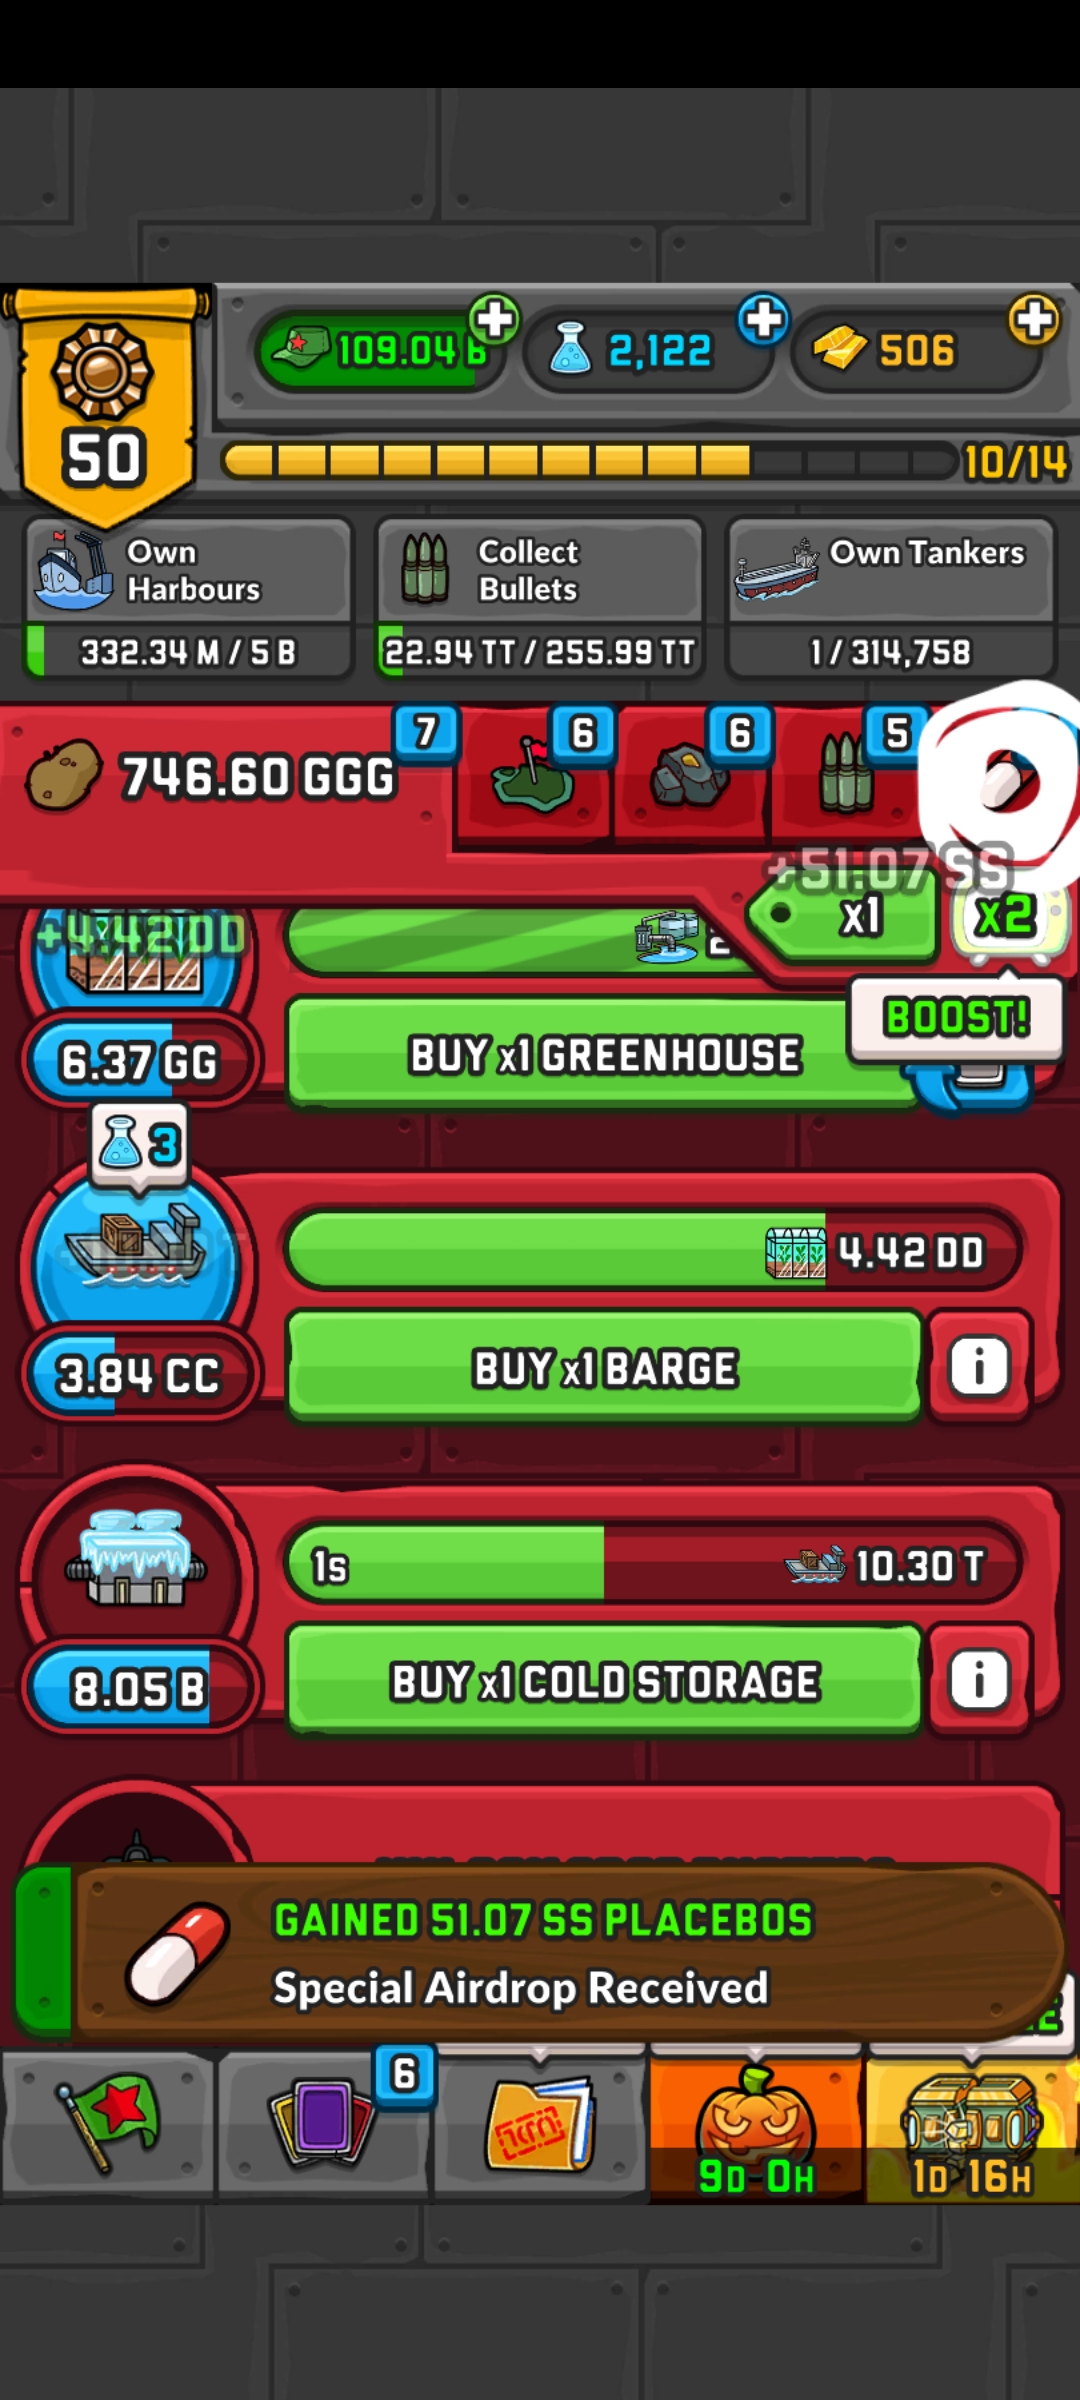 109.04 B
2,122
506
50
10/14
Own
Harbours
332.34 M / 5 B
Collect
Bullets
22.94 TT / 255.99 TT
Own Tankers
1 / 314,758
746.60 GGG
7
6
6
5
+51.07 SS
x1
x2
BOOST!
+4.42 DD
6.37 GG
BUY x1 GREENHOUSE
3
4.42 DD
3.84 CC
BUY x1 BARGE
i
1s
10.30 T
8.05 B
BUY x1 COLD STORAGE
i
GAINED 51.07 SS PLACEBOS
Special Airdrop Received
6
9D 0H
1D 16H